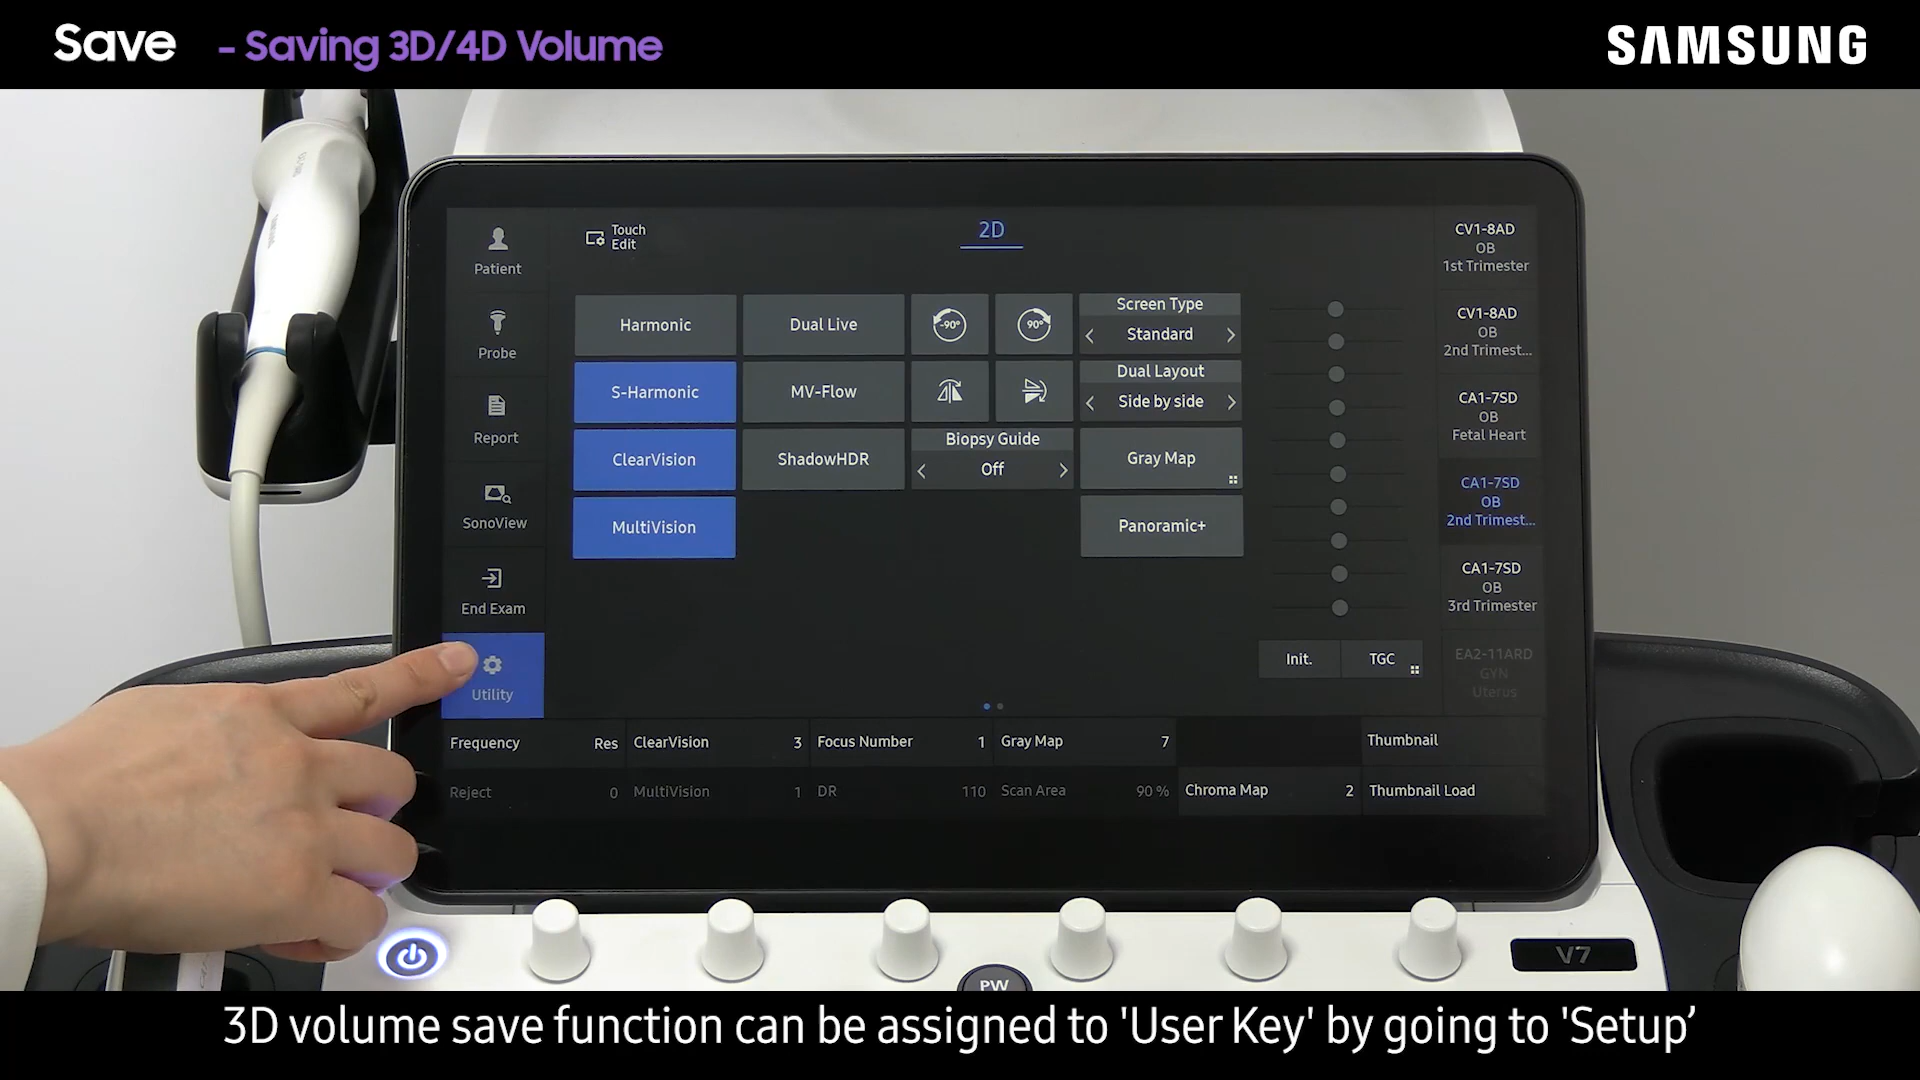 Save - Saving 3D/4D Volume
SAMSUNG
Patient
Probe
Report
SonoView
End Exam
Utility
Touch
Edit
2D
Harmonic
Dual Live
-90°
90°
Screen Type
Standard
S-Harmonic
MV-Flow
Dual Layout
Side by side
ClearVision
ShadowHDR
Biopsy Guide
Off
Gray Map
MultiVision
Panoramic+
Init.
TGC
CV1-8AD
OB
1st Trimester
CV1-8AD
OB
2nd Trimest...
CA1-7SD
OB
Fetal Heart
CA1-7SD
OB
2nd Trimest...
CA1-7SD
OB
3rd Trimester
EA2-11ARD
GYN
Uterus
Frequency Res ClearVision 3 Focus Number 1 Gray Map 7 Thumbnail
Reject 0 MultiVision 1 DR 110 Scan Area 90 % Chroma Map 2 Thumbnail Load
V7
PW
3D volume save function can be assigned to 'User Key' by going to 'Setup’